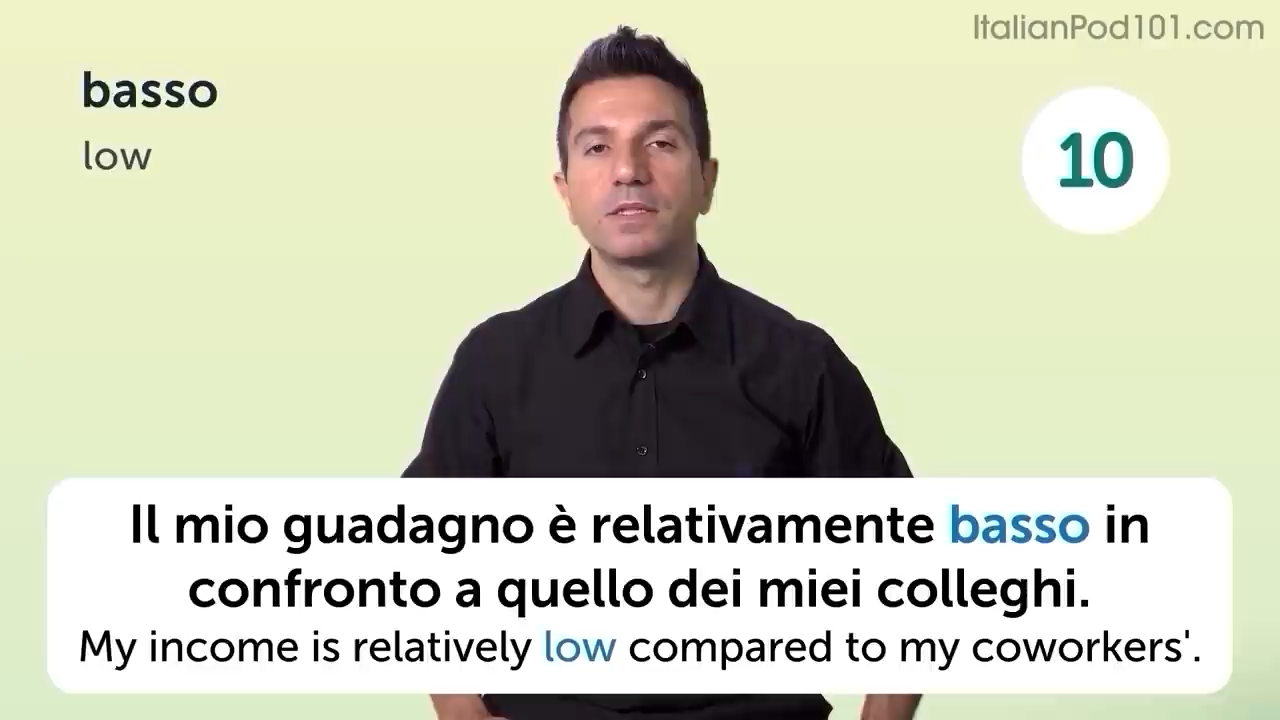 ItalianPod101.com
basso
low
10
Il mio guadagno è relativamente basso in
confronto a quello dei miei colleghi.
My income is relatively low compared to my coworkers'.